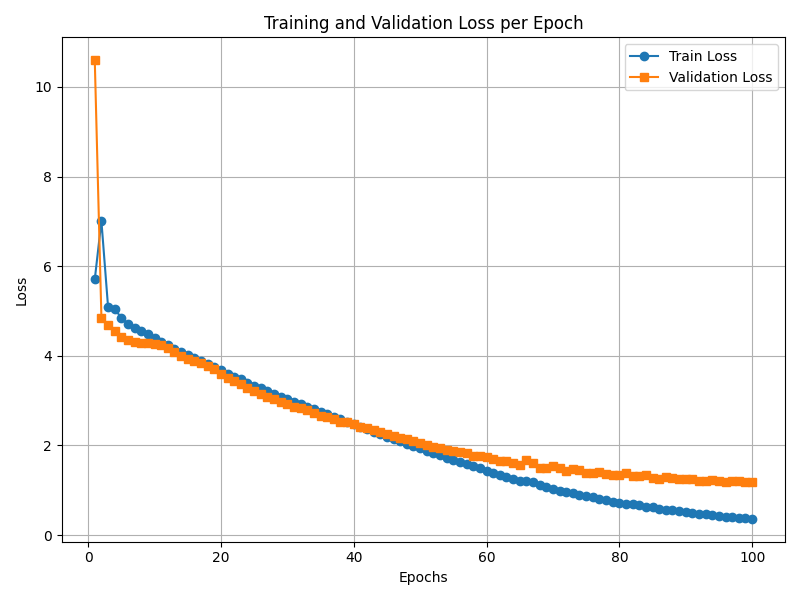 Training and Validation Loss per Epoch
Train Loss
Validation Loss
10
8
6
4
2
0
Loss
0 20 40 60 80 100
Epochs